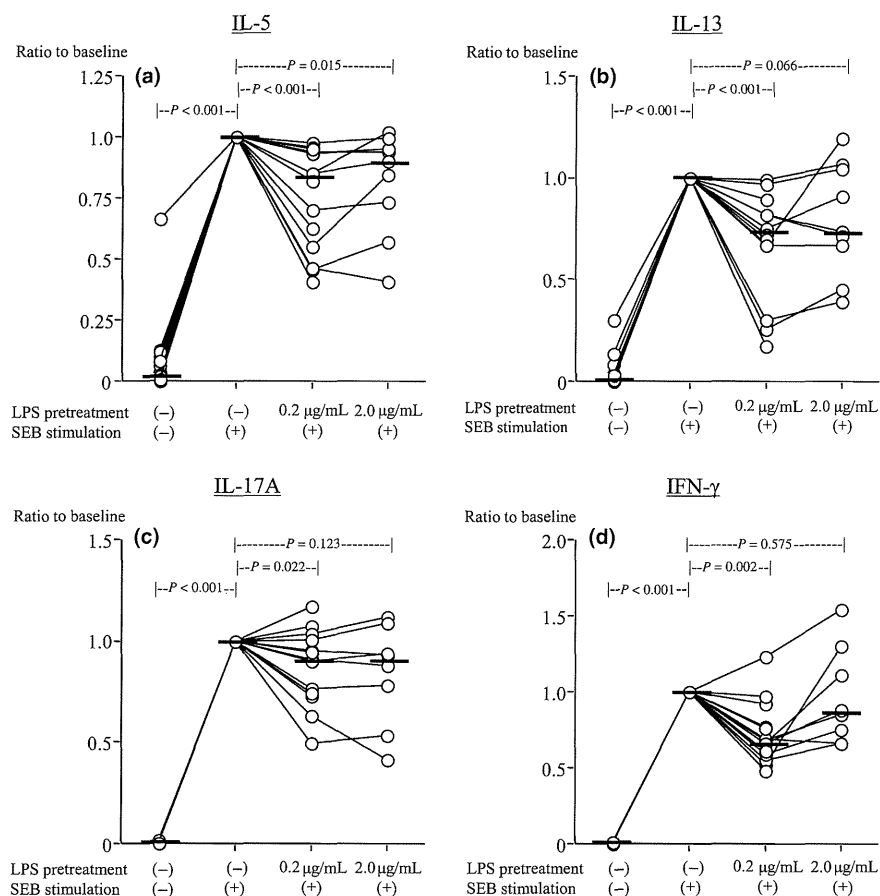 IL-5
Ratio to baseline
(a)
|--------P = 0.015--------|
|--P < 0.001--|
|--P < 0.001--|
1.25
1.0
0.75
0.5
0.25
0
LPS pretreatment (–) (–) 0.2 µg/mL 2.0 µg/mL
SEB stimulation (–) (+) (+) (+)
IL-13
Ratio to baseline
(b)
|--------P = 0.066--------|
|--P < 0.001--|
|--P < 0.001--|
1.5
1.0
0.5
0
LPS pretreatment (–) (–) 0.2 µg/mL 2.0 µg/mL
SEB stimulation (–) (+) (+) (+)
IL-17A
Ratio to baseline
(c)
|--------P = 0.123--------|
|--P = 0.022--|
|--P < 0.001--|
1.5
1.0
0.5
0
LPS pretreatment (–) (–) 0.2 µg/mL 2.0 µg/mL
SEB stimulation (–) (+) (+) (+)
IFN-γ
Ratio to baseline
(d)
|--------P = 0.575--------|
|--P = 0.002--|
|--P < 0.001--|
2.0
1.5
1.0
0.5
0
LPS pretreatment (–) (–) 0.2 µg/mL 2.0 µg/mL
SEB stimulation (–) (+) (+) (+)